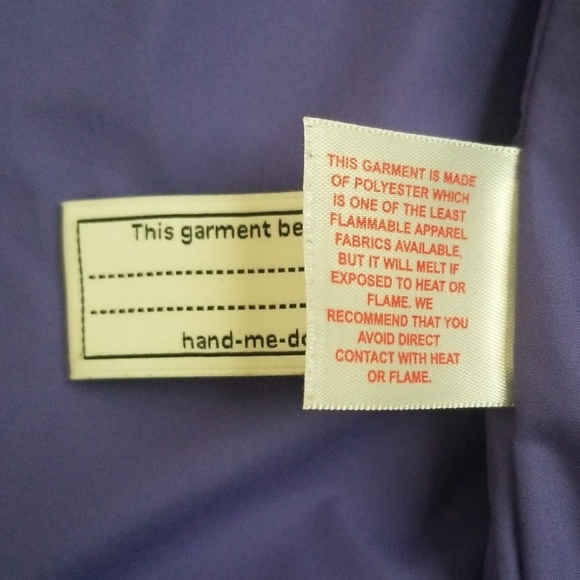 This garment be
hand-me-do
THIS GARMENT IS MADE
OF POLYESTER WHICH
IS ONE OF THE LEAST
FLAMMABLE APPAREL
FABRICS AVAILABLE,
BUT IT WILL MELT IF
EXPOSED TO HEAT OR
FLAME. WE
RECOMMEND THAT YOU
AVOID DIRECT
CONTACT WITH HEAT
OR FLAME.